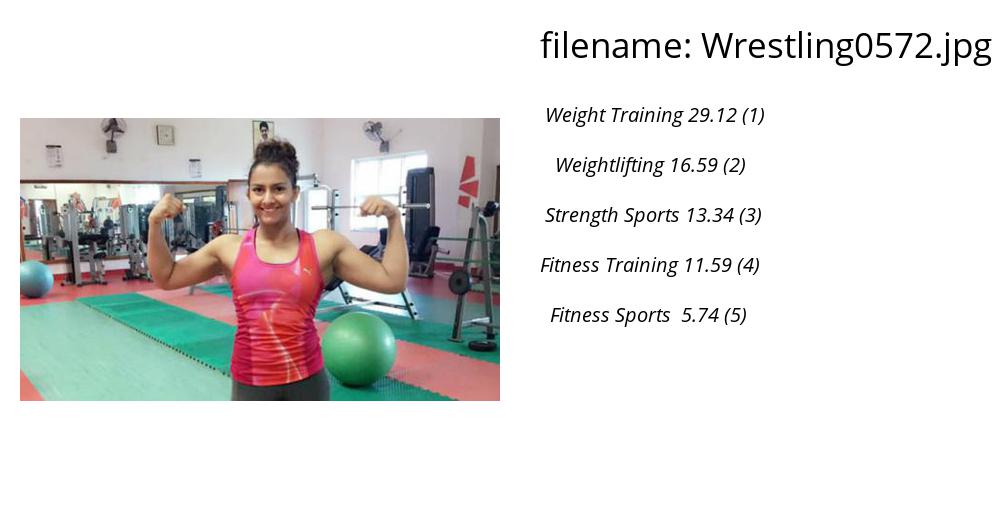 filename: Wrestling0572.jpg
Weight Training 29.12 (1)
Weightlifting 16.59 (2)
Strength Sports 13.34 (3)
Fitness Training 11.59 (4)
Fitness Sports 5.74 (5)